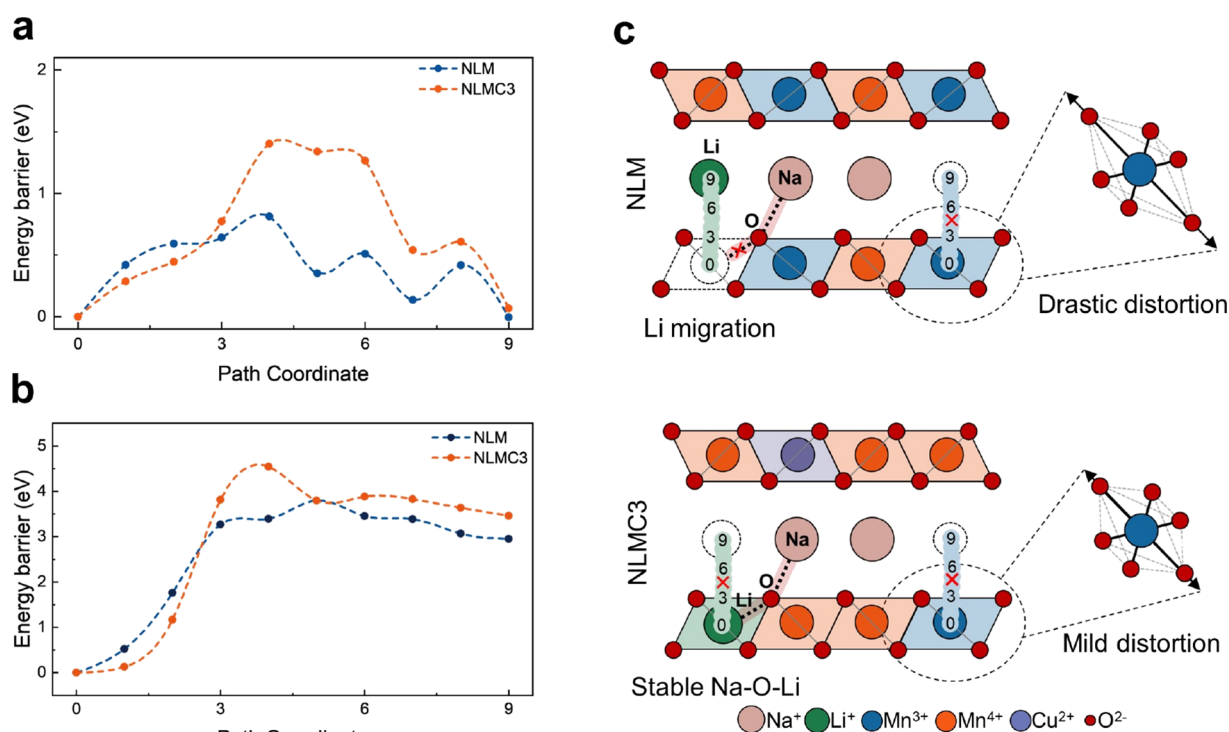 a
2
1
0
Energy barrier (eV)
NLM
NLMC3
0
3
6
9
Path Coordinate
b
5
4
3
2
1
0
Energy barrier (eV)
NLM
NLMC3
0
3
6
9
Path Coordinate
c
NLM
Li
9
6
3
0
Na
O
9
6
3
0
Li migration
Drastic distortion
NLMC3
9
6
3
0
Na
O
Li
9
6
3
0
Stable Na-O-Li
Mild distortion
Na⁺ Li⁺ Mn³⁺ Mn⁴⁺ Cu²⁺ O²⁻